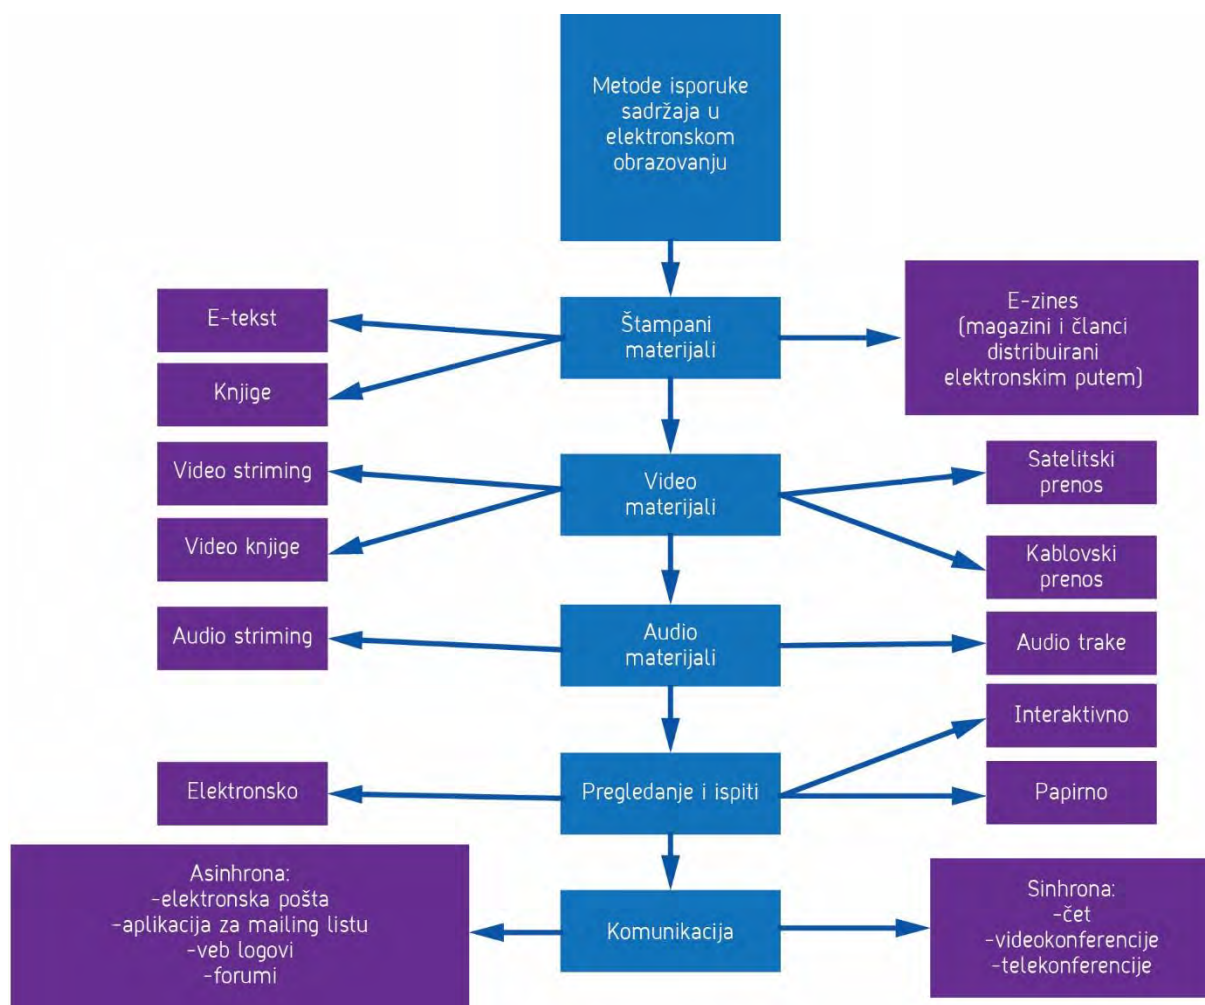 Metode isporuke
sadržaja u
elektronskom
obrazovanju
E-tekst
Štampani
materijali
E-zines
(magazini i članci
distribuirani
elektronskim putem)
Knjige
Video striming
Video
materijali
Satelitski
prenos
Video knjige
Kablovski
prenos
Audio striming
Audio
materijali
Audio trake
Interaktivno
Elektronsko
Pregledanje i ispiti
Papirno
Asinhrona:
-elektronska pošta
-aplikacija za mailing listu
-veb logovi
-forumi
Komunikacija
Sinhrona:
-čet
-videokonferencije
-telekonferencije